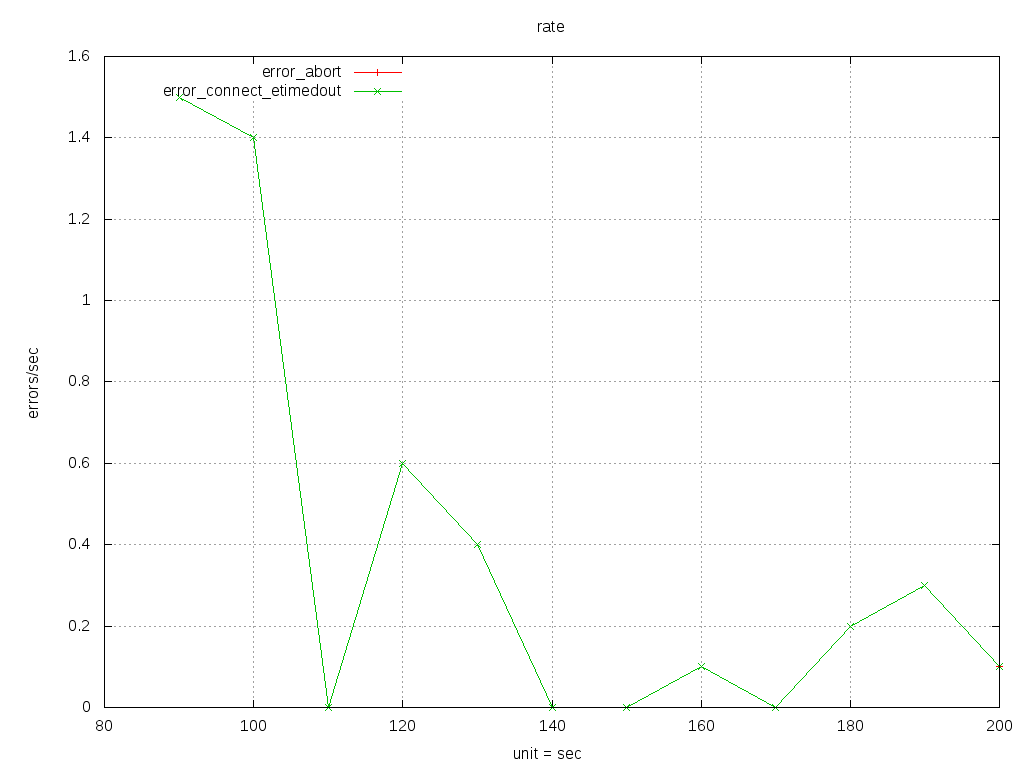 rate
1.6
error_abort
error_connect_etimedout
1.4
1.2
1
0.8
errors/sec
0.6
0.4
0.2
0
80 100 120 140 160 180 200
unit = sec